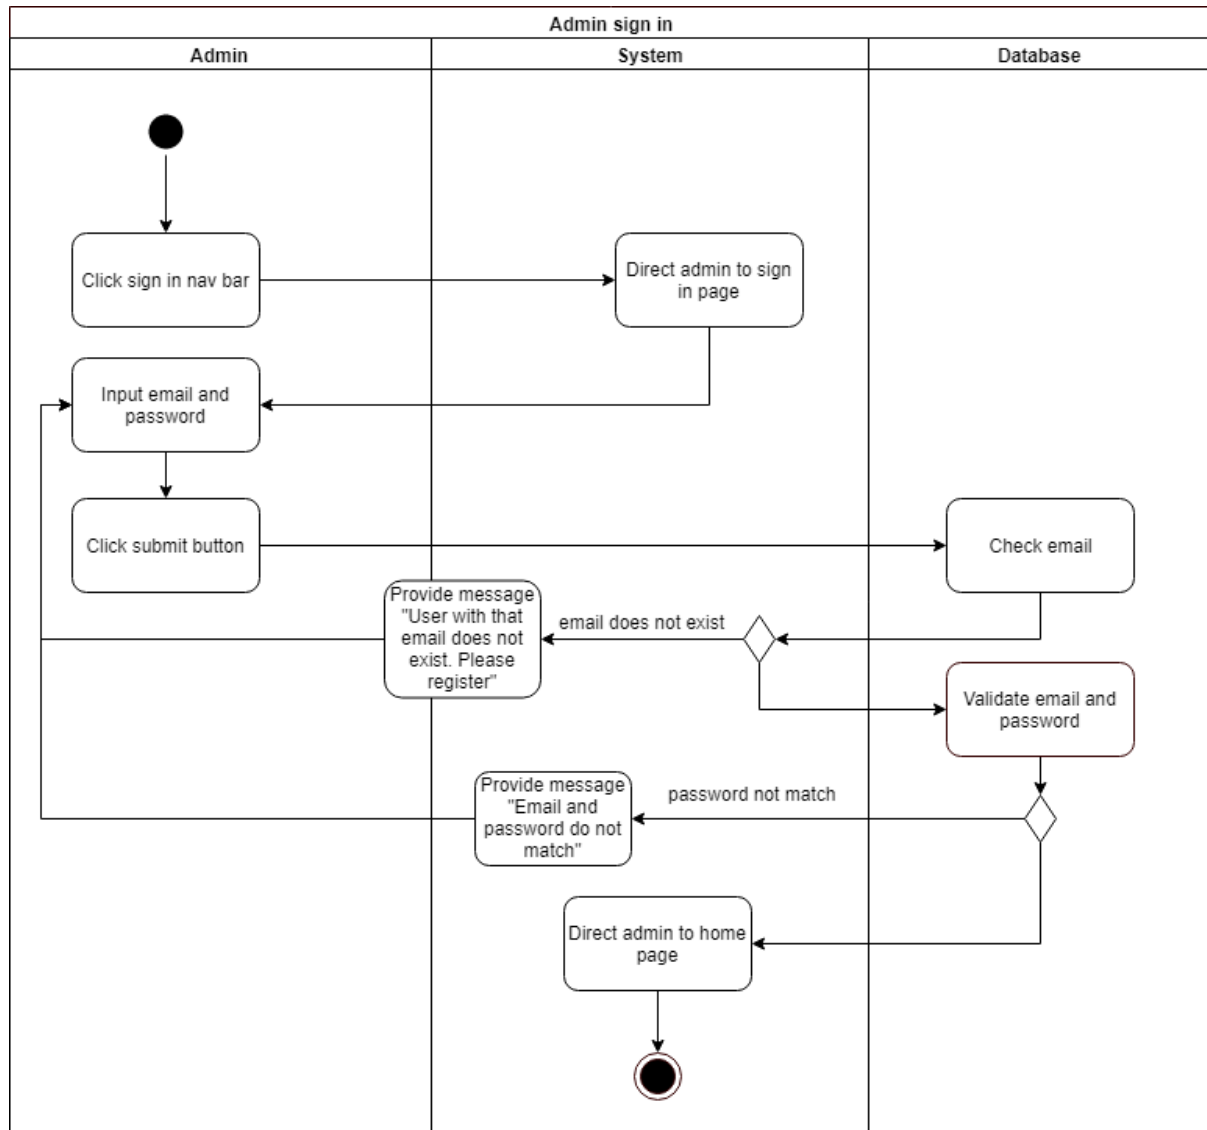 Admin sign in
Admin
System
Database
Click sign in nav bar
Direct admin to sign
in page
Input email and
password
Click submit button
Check email
Provide message
"User with that
email does not
exist. Please
register"
email does not exist
Validate email and
password
Provide message
"Email and
password do not
match"
password not match
Direct admin to home
page